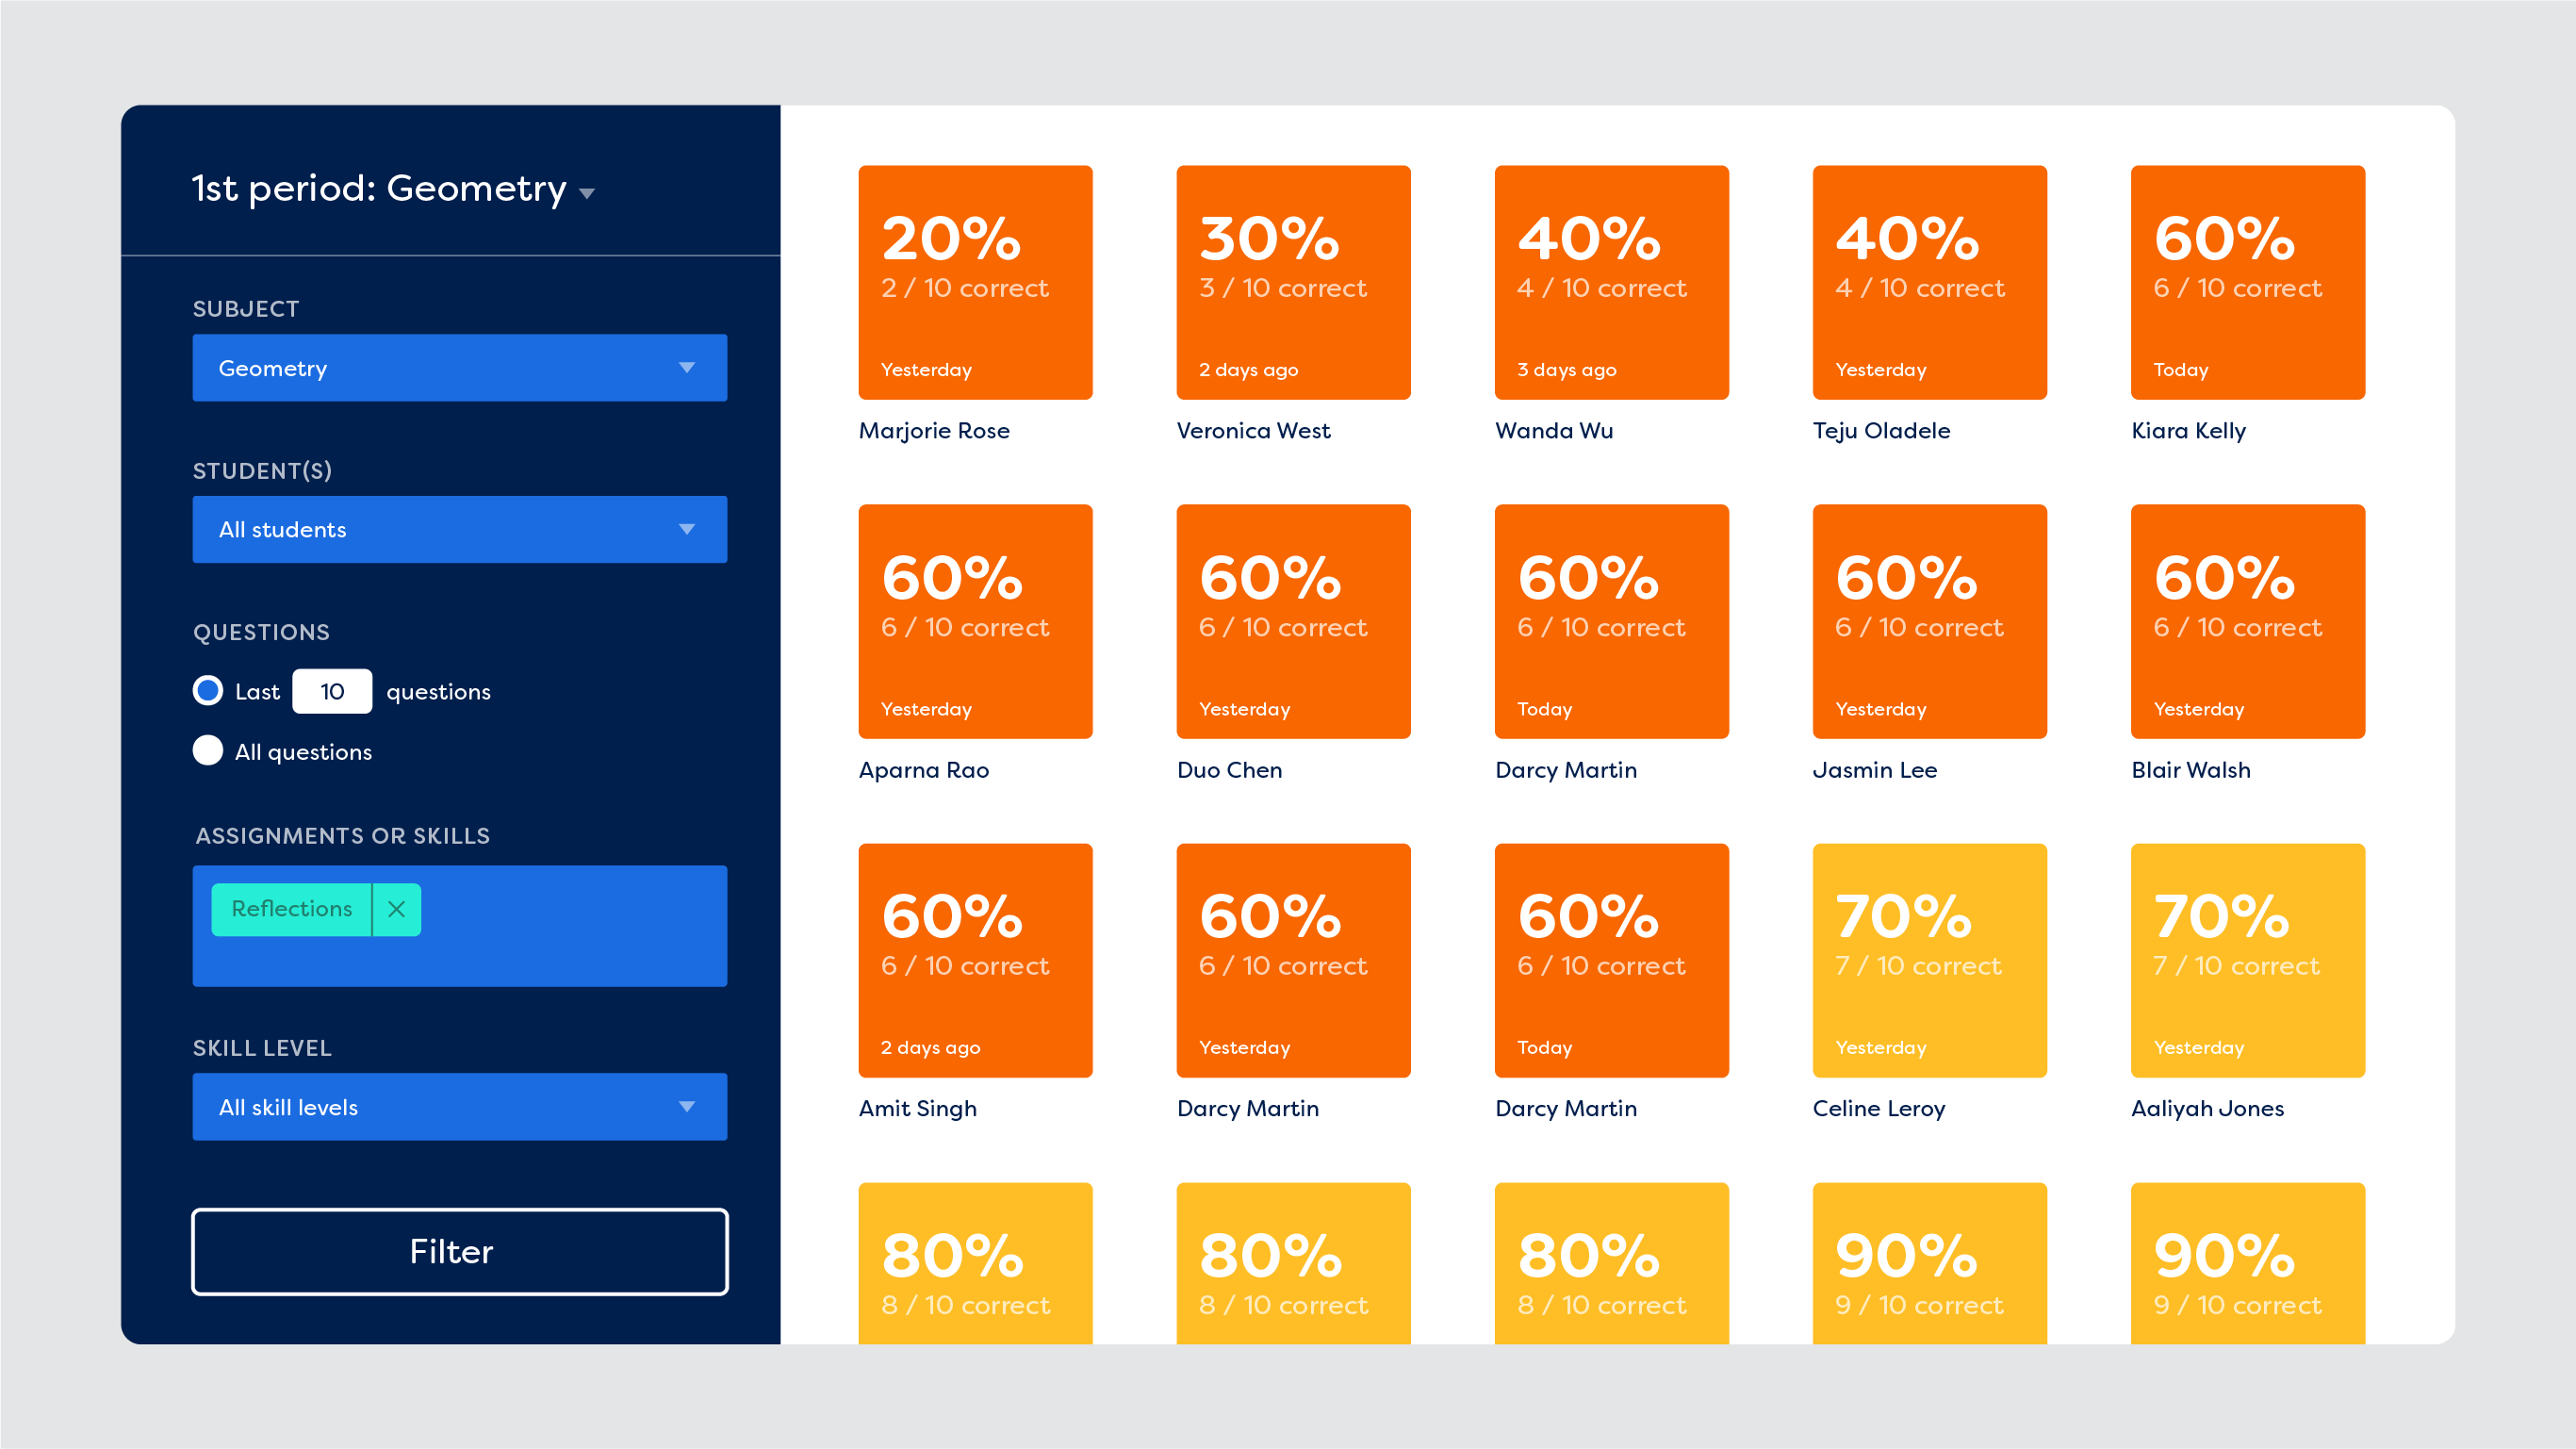 1st period: Geometry
SUBJECT
Geometry
STUDENT(S)
All students
QUESTIONS
Last 10 questions
All questions
ASSIGNMENTS OR SKILLS
Reflections
SKILL LEVEL
All skill levels
Filter
20% 30% 40% 40% 60%
2 / 10 correct 3 / 10 correct 4 / 10 correct 4 / 10 correct 6 / 10 correct
Yesterday 2 days ago 3 days ago Yesterday Today
Marjorie Rose Veronica West Wanda Wu Teju Oladele Kiara Kelly
60% 60% 60% 60% 60%
6 / 10 correct 6 / 10 correct 6 / 10 correct 6 / 10 correct 6 / 10 correct
Yesterday Yesterday Today Yesterday Yesterday
Aparna Rao Duo Chen Darcy Martin Jasmin Lee Blair Walsh
60% 60% 60% 70% 70%
6 / 10 correct 6 / 10 correct 6 / 10 correct 7 / 10 correct 7 / 10 correct
2 days ago Yesterday Today Yesterday Yesterday
Amit Singh Darcy Martin Darcy Martin Celine Leroy Aaliyah Jones
80% 80% 80% 90% 90%
8 / 10 correct 8 / 10 correct 8 / 10 correct 9 / 10 correct 9 / 10 correct